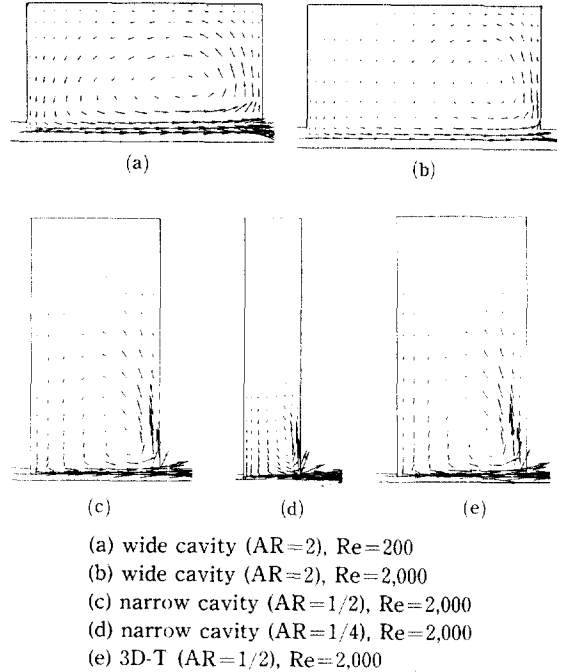 (a)
(b)
(c)
(d)
(e)
(a) wide cavity (AR=2), Re=200
(b) wide cavity (AR=2), Re=2,000
(c) narrow cavity (AR=1/2), Re=2,000
(d) narrow cavity (AR=1/4), Re=2,000
(e) 3D-T (AR=1/2), Re=2,000